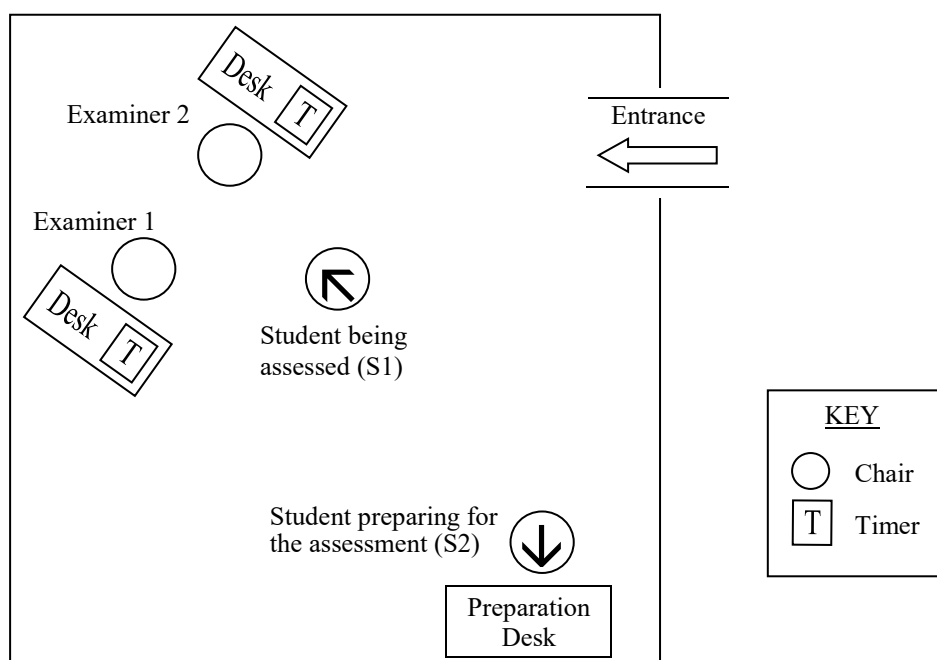 Desk
T
Examiner 2
Entrance
Examiner 1
Desk
T
Student being
assessed (S1)
KEY
Chair
T Timer
Student preparing for
the assessment (S2)
Preparation
Desk